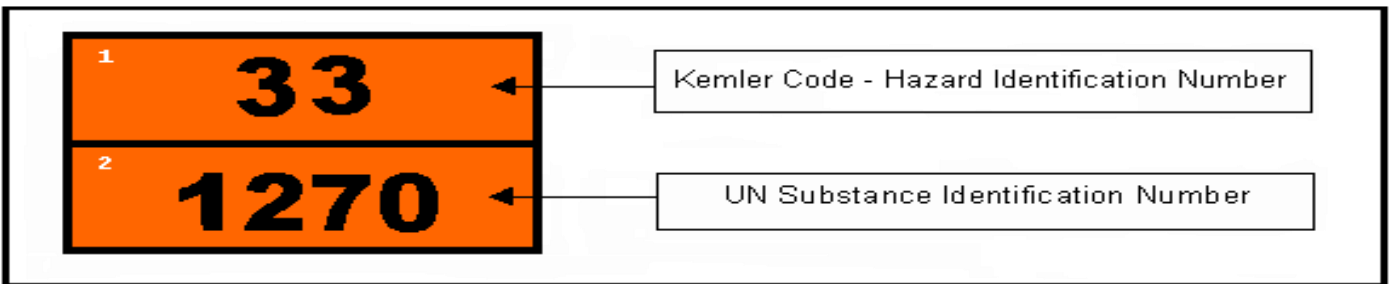 1
33
Kemler Code - Hazard Identification Number
2
1270
UN Substance Identification Number